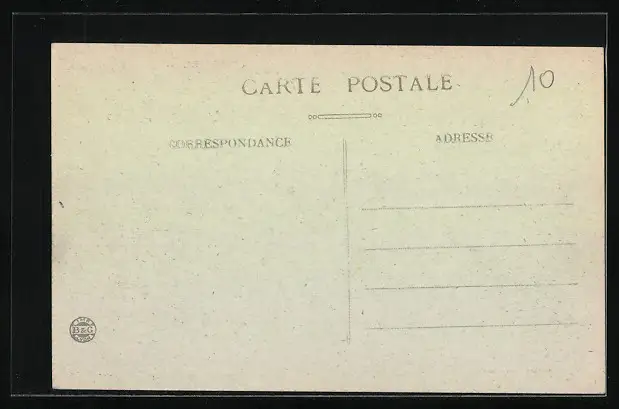 CARTE POSTALE
10
CORRESPONDANCE
ADRESSE
B&G